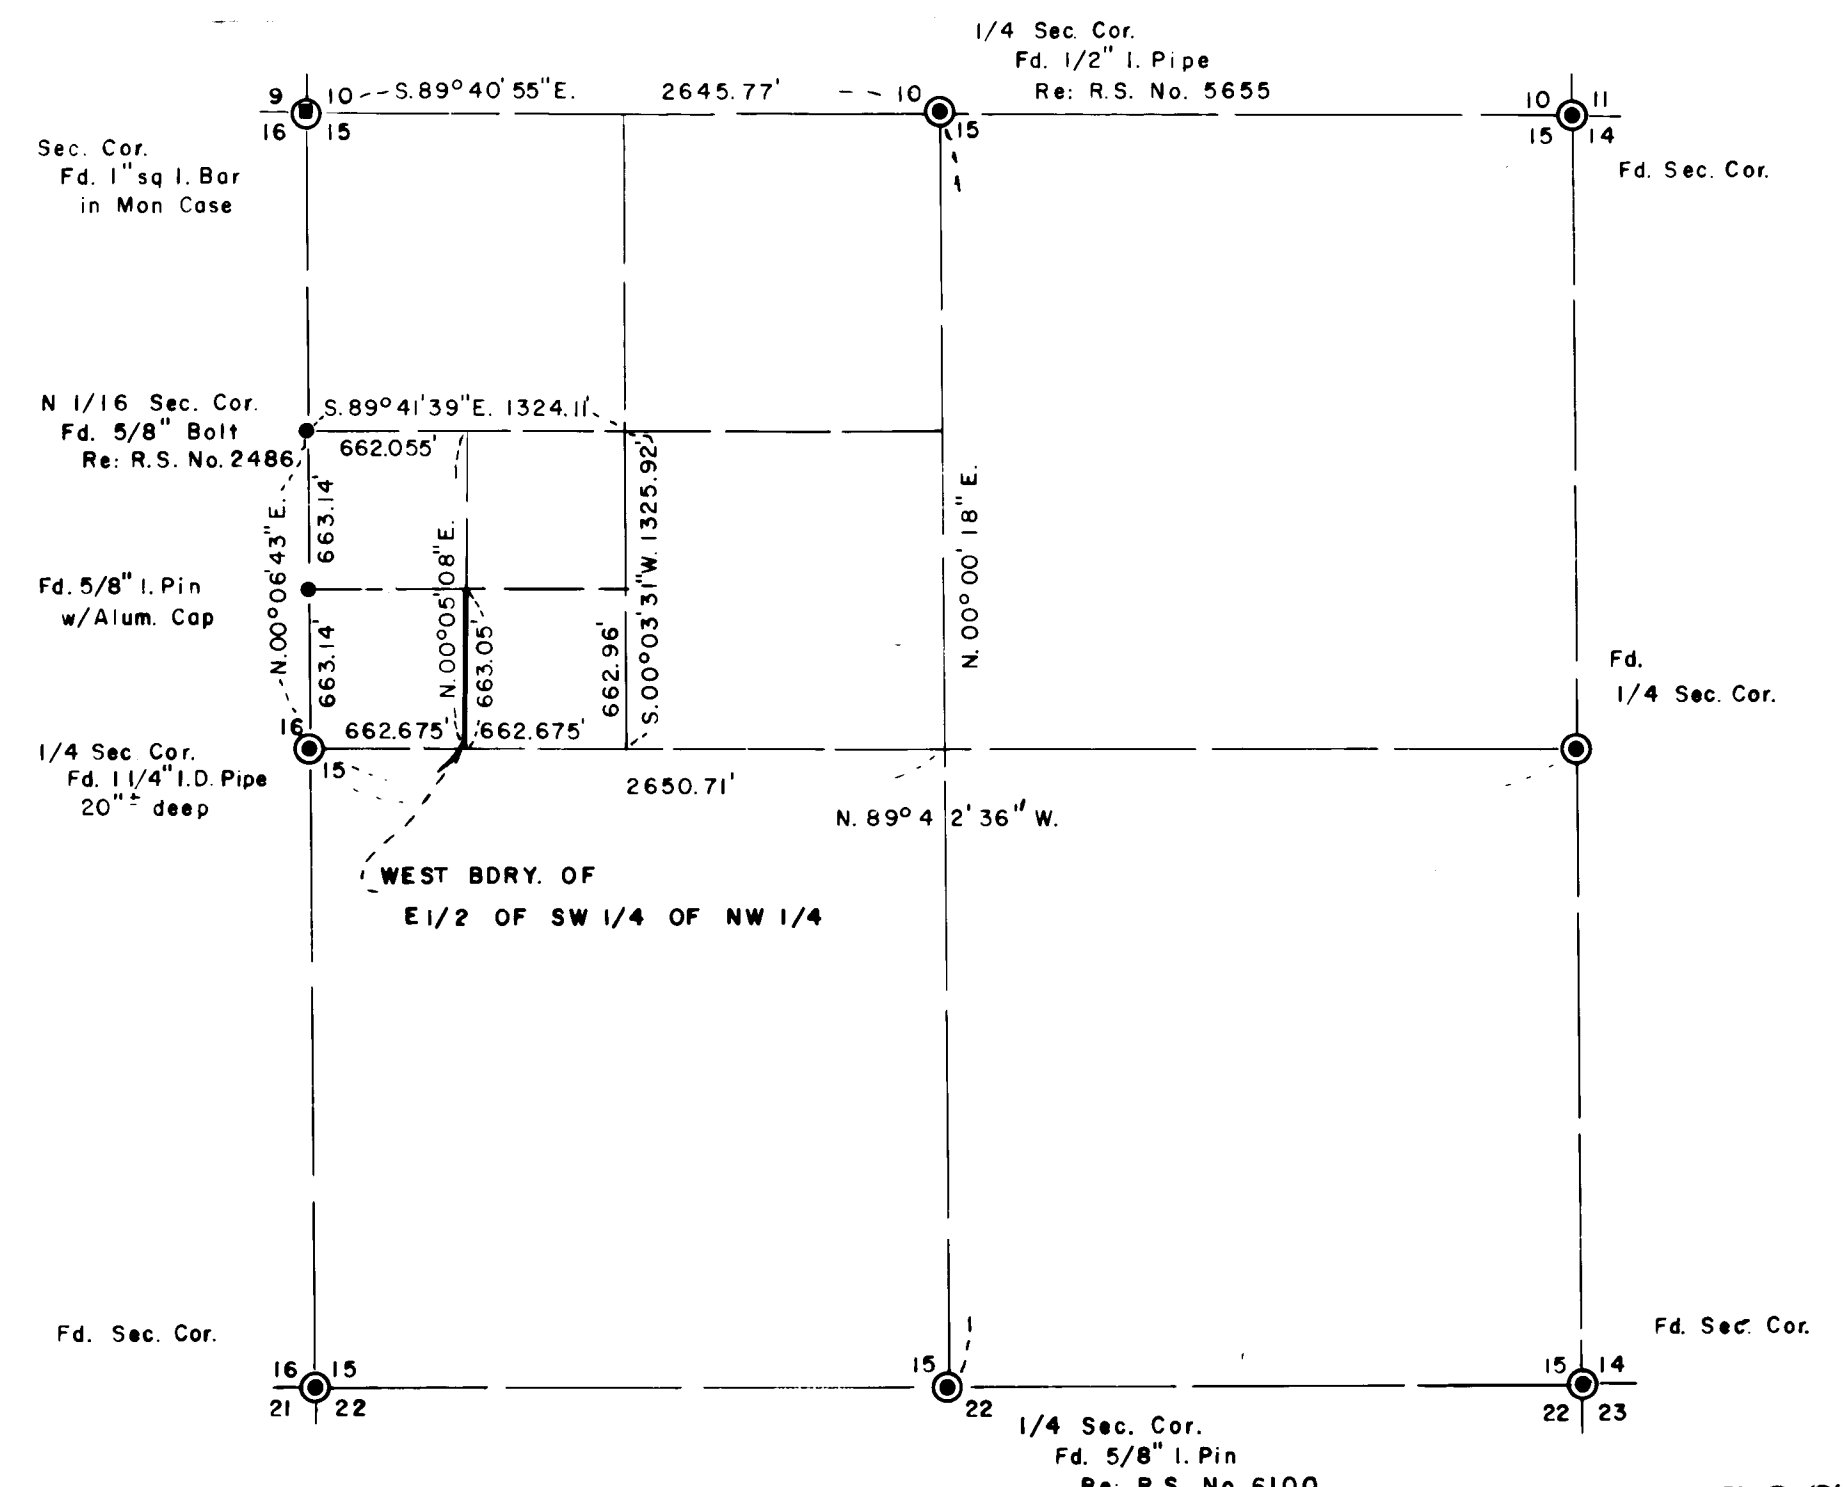 1/4 Sec. Cor.
Fd. 1/2" I. Pipe
Re: R.S. No. 5655
9 10 S.89°40'55"E. 2645.77' 10
16 15
15
10 11
15 14
Sec. Cor.
Fd. 1" sq I. Bar
in Mon Case
Fd. Sec. Cor.
N 1/16 Sec. Cor.
Fd. 5/8" Bolt
Re: R.S. No. 2486
S.89°41'39"E. 1324.11'
662.055'
N.00°06'43"E.
663.14'
663.14'
N.00°05'08"E.
663.05'
662.96'
S.00°03'31"W. 1325.92'
N.00°00'18"E.
Fd. 5/8" I. Pin
w/Alum. Cap
Fd.
1/4 Sec. Cor.
16
15
662.675' 662.675'
1/4 Sec. Cor.
Fd. 1 1/4" I.D. Pipe
20"± deep
2650.71'
N.89°42'36"W.
WEST BDRY. OF
E 1/2 OF SW 1/4 OF NW 1/4
Fd. Sec. Cor.
Fd. Sec. Cor.
16 15
21 22
15
22
15 14
22 23
1/4 Sec. Cor.
Fd. 5/8" I. Pin
Re: R.S. No 6100